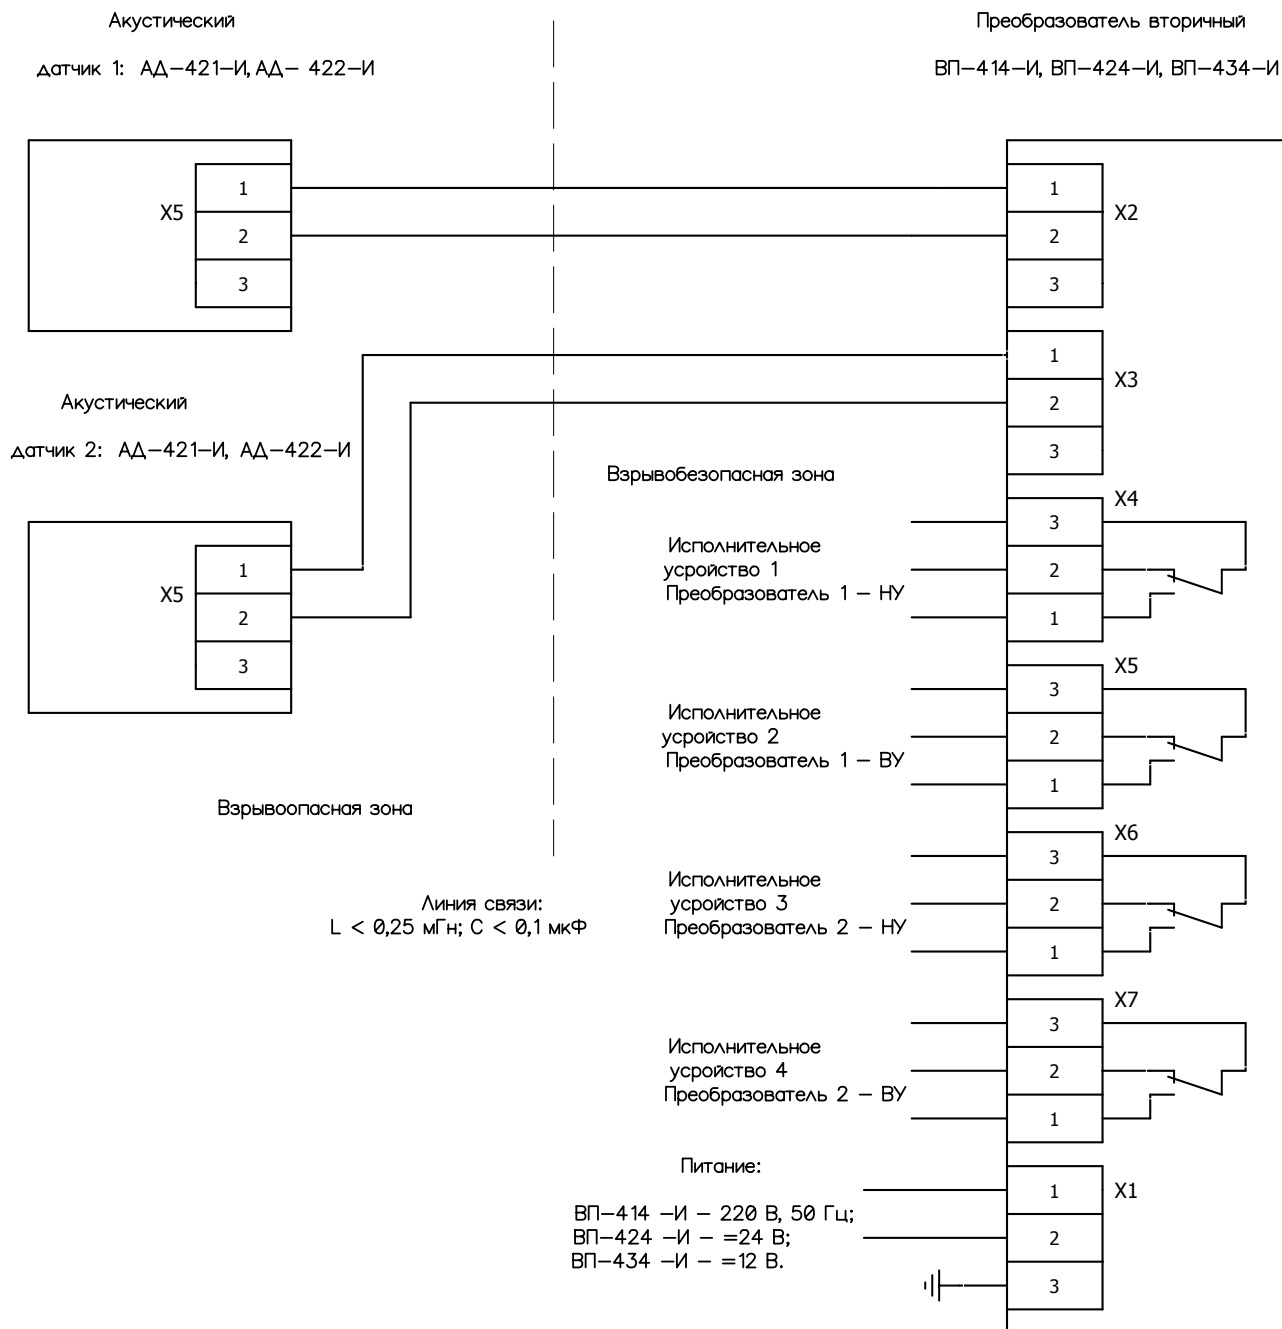 Акустический
датчик 1: АД-421-И, АД- 422-И
Преобразователь вторичный
ВП-414-И, ВП-424-И, ВП-434-И
X5
1
2
3
1
2
3
X2
1
2
3
X3
Акустический
датчик 2: АД-421-И, АД-422-И
X5
1
2
3
Взрывоопасная зона
Взрывобезопасная зона
Исполнительное
усройство 1
Преобразователь 1 - НУ
3
2
1
X4
Исполнительное
усройство 2
Преобразователь 1 - ВУ
3
2
1
X5
Исполнительное
усройство 3
Преобразователь 2 - НУ
3
2
1
X6
Линия связи:
L < 0,25 мГн; С < 0,1 мкФ
Исполнительное
усройство 4
Преобразователь 2 - ВУ
3
2
1
X7
Питание:
ВП-414 -И - 220 В, 50 Гц;
ВП-424 -И - =24 В;
ВП-434 -И - =12 В.
1
2
3
X1